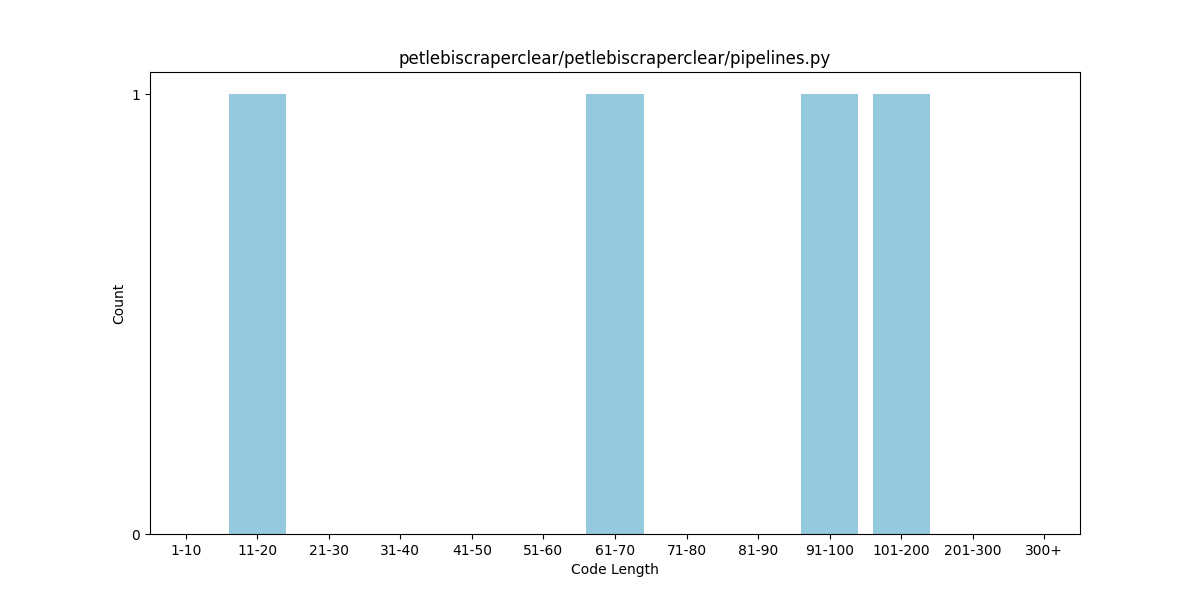 petlebiscraperclear/petlebiscraperclear/pipelines.py
1
Count
0
1-10 11-20 21-30 31-40 41-50 51-60 61-70 71-80 81-90 91-100 101-200 201-300 300+
Code Length